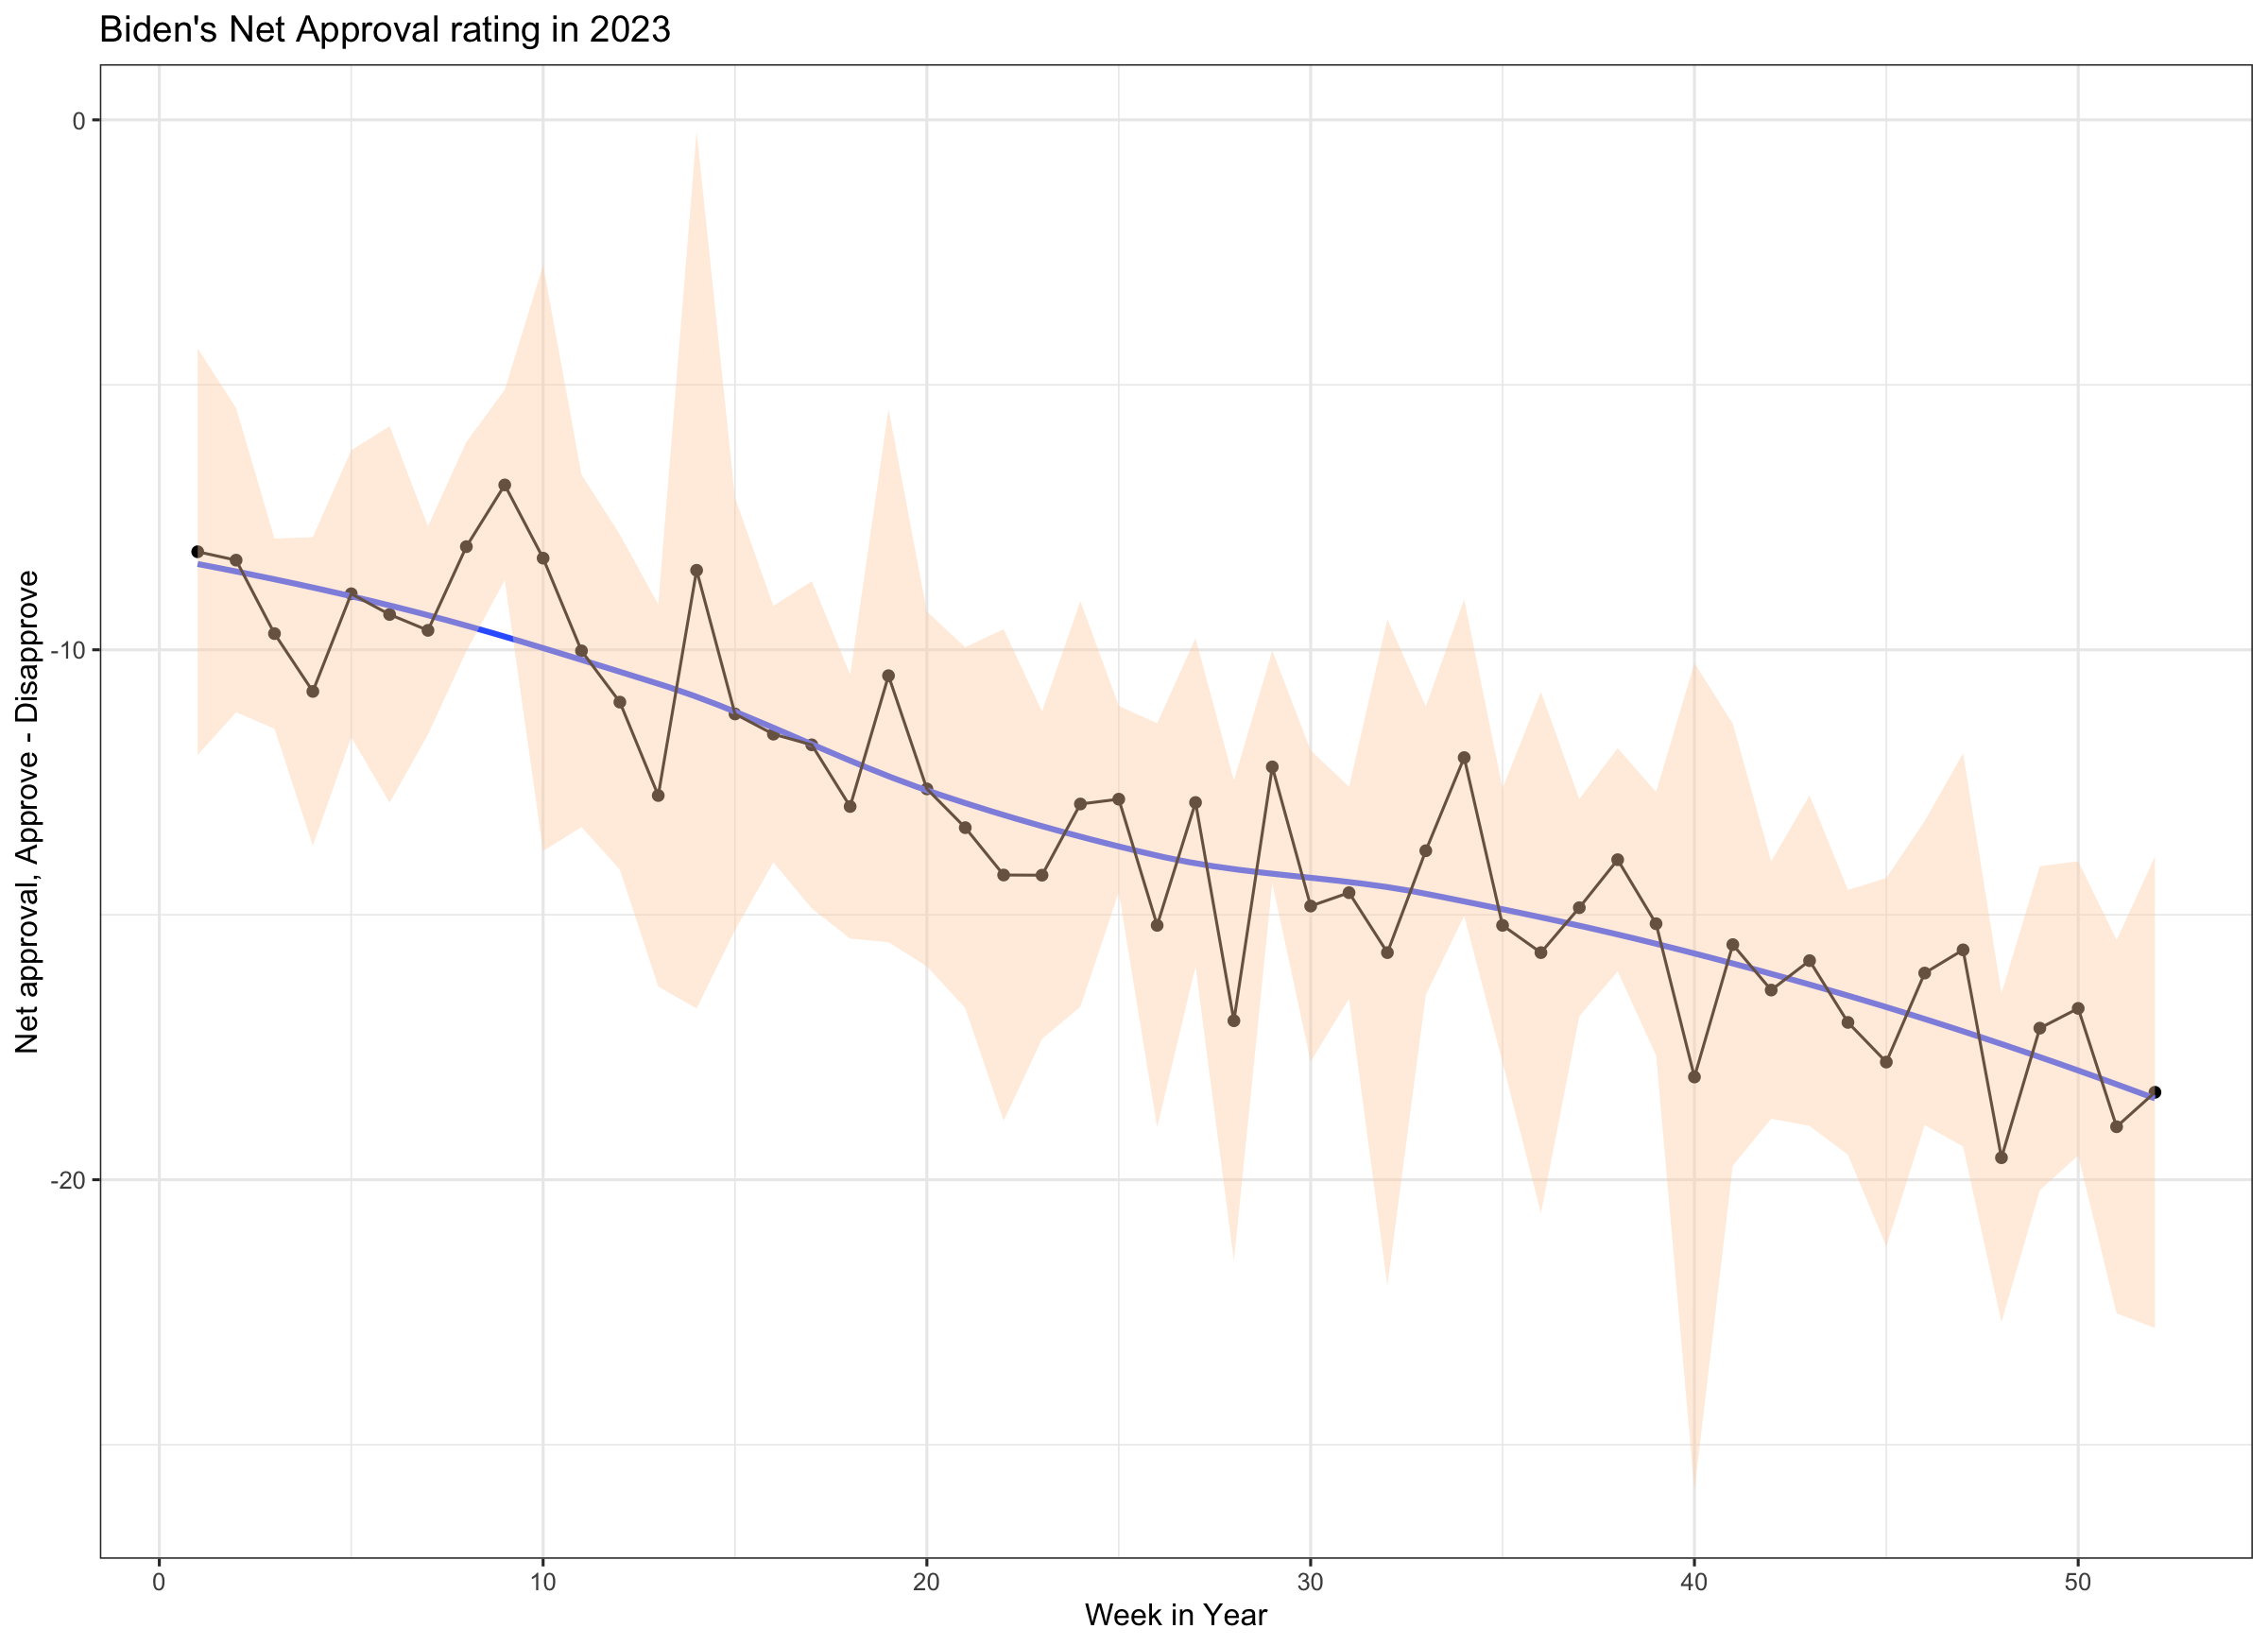 Biden's Net Approval rating in 2023
Net approval, Approve - Disapprove
0
-10
-20
0 10 20 30 40 50
Week in Year